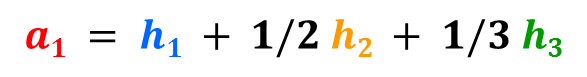 a₁ = h₁ + 1/2 h₂ + 1/3 h₃